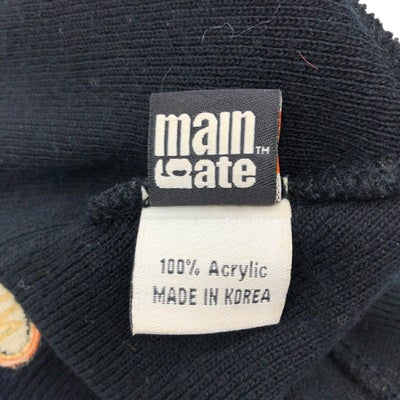 main
gate™
100% Acrylic
MADE IN KOREA